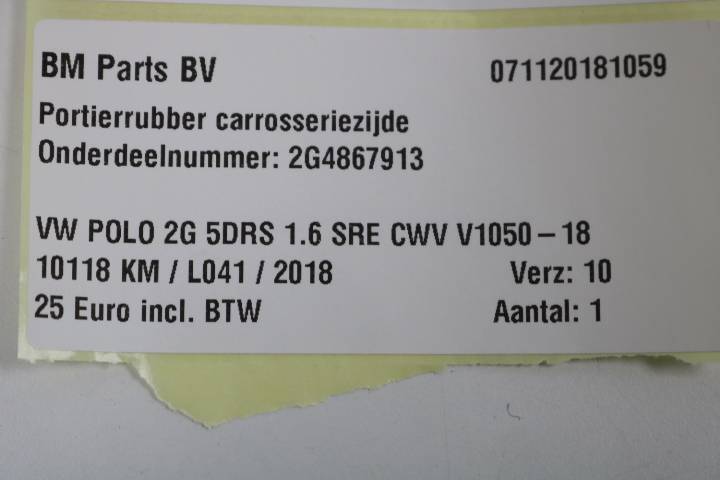 BM Parts BV 071120181059
Portierrubber carrosseriezijde
Onderdeelnummer: 2G4867913
VW POLO 2G 5DRS 1.6 SRE CWV V1050-18
10118 KM / L041 / 2018 Verz: 10
25 Euro incl. BTW Aantal: 1